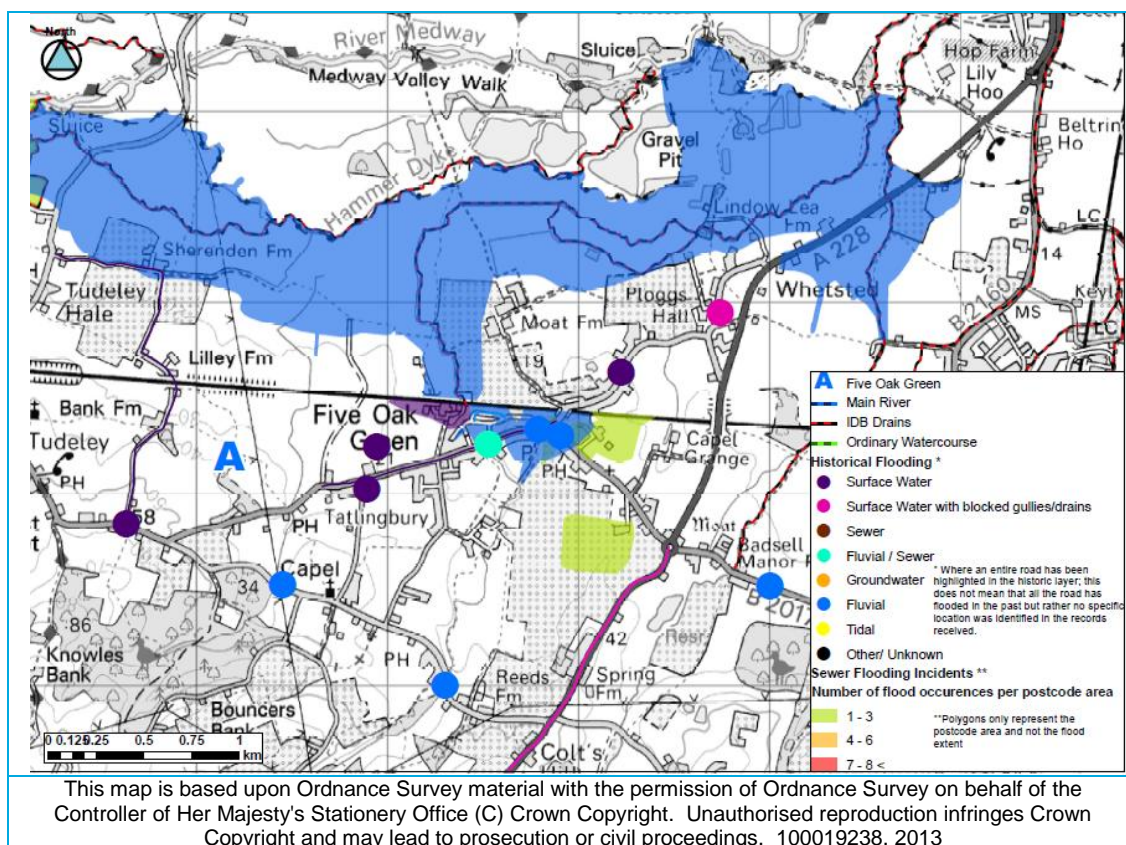 North
River Medway
Sluice
Medway Valley Walk
Hop Farm
Lily
Hoo
Beltrin
Ho
Sluice
Hammer Dyke
Gravel
Pit
Lindow Lea
Fm
A 228
LC
Sherenden Fm
14
Tudeley
Hale
Ploggs
Hall
Whetsted
B 2160
Keyl
MS
LC
Moat Fm
19
Lilley Fm
Bank Fm
Five Oak
Green
Tudeley
PH
A
P
PH
Capel
Grange
58
PH
Tatlingbury
Moat
Badsell
Manor
Capel
34
B 201
86
Knowles
Bank
PH
Reeds
Fm
42
Spring
Fm
Resr
Bouncers
Bank
Colt's
0 0.125 0.25 0.5 0.75 1
km
A Five Oak Green
Main River
IDB Drains
Ordinary Watercourse
Historical Flooding *
Surface Water
Surface Water with blocked gullies/drains
Sewer
Fluvial / Sewer
Groundwater
Fluvial
Tidal
Other/ Unknown
* Where an entire road has been
highlighted in the historic layer; this
does not mean that all the road has
flooded in the past but rather no specific
location was identified in the records
received.
Sewer Flooding Incidents **
Number of flood occurences per postcode area
1 - 3
4 - 6
7 - 8 <
**Polygons only represent the
postcode area and not the flood
extent
This map is based upon Ordnance Survey material with the permission of Ordnance Survey on behalf of the
Controller of Her Majesty's Stationery Office (C) Crown Copyright. Unauthorised reproduction infringes Crown
Copyright and may lead to prosecution or civil proceedings. 100019238, 2013